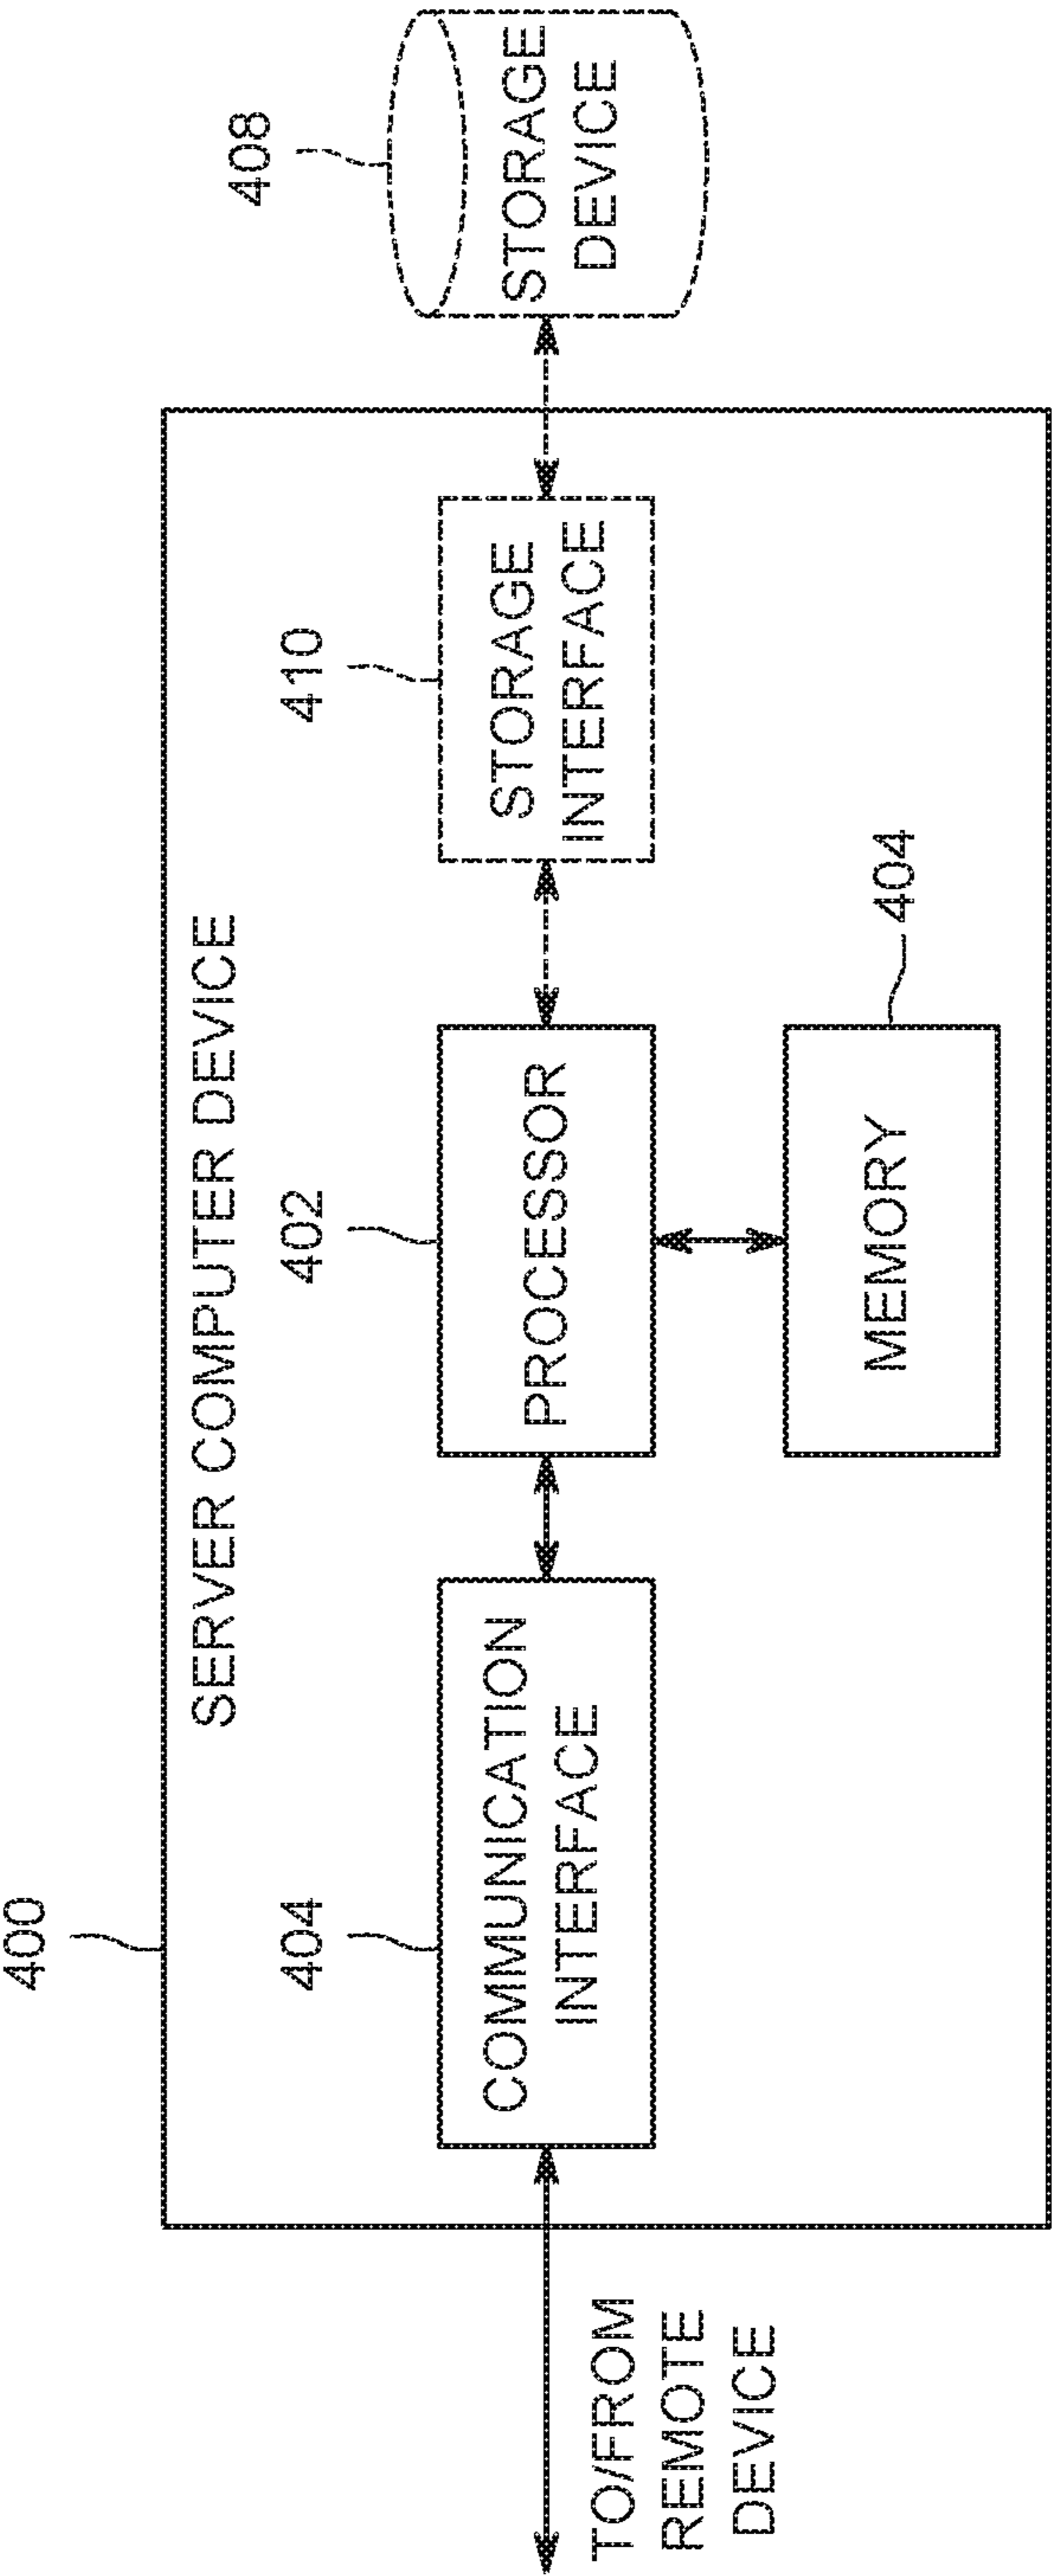 400
SERVER COMPUTER DEVICE
404
402
410
408
COMMUNICATION
INTERFACE
PROCESSOR
STORAGE
INTERFACE
STORAGE
DEVICE
TO/FROM
REMOTE
DEVICE
MEMORY
404